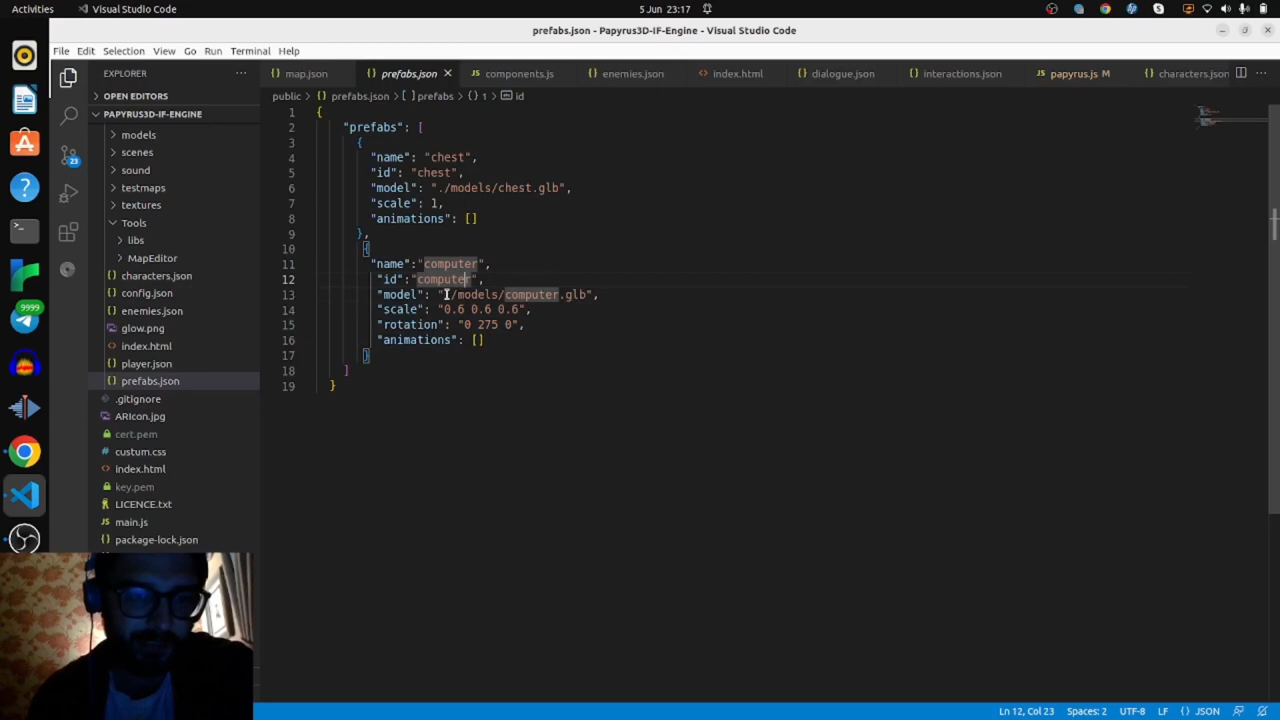 Activities Visual Studio Code 5 Jun 23:17
prefabs.json - Papyrus3D-IF-Engine - Visual Studio Code
File Edit Selection View Go Run Terminal Help
EXPLORER
map.json prefabs.json components.js enemies.json index.html dialogue.json interactions.json papyrus.js M characters.json
OPEN EDITORS
public > prefabs.json > [ ] prefabs > {} 1 > id
PAPYRUS3D-IF-ENGINE
models
scenes
sound
testmaps
textures
Tools
libs
MapEditor
characters.json
config.json
enemies.json
glow.png
index.html
player.json
prefabs.json
.gitignore
ARIcon.jpg
cert.pem
custum.css
index.html
key.pem
LICENCE.txt
main.js
package-lock.json
23
9999
1 {
2 "prefabs": [
3 {
4 "name": "chest",
5 "id": "chest",
6 "model": "./models/chest.glb",
7 "scale": 1,
8 "animations": []
9 },
10 {
11 "name":"computer",
12 "id":"computer",
13 "model": "./models/computer.glb",
14 "scale": "0.6 0.6 0.6",
15 "rotation": "0 275 0",
16 "animations": []
17 }
18 ]
19 }
Ln 12, Col 23 Spaces: 2 UTF-8 LF {} JSON